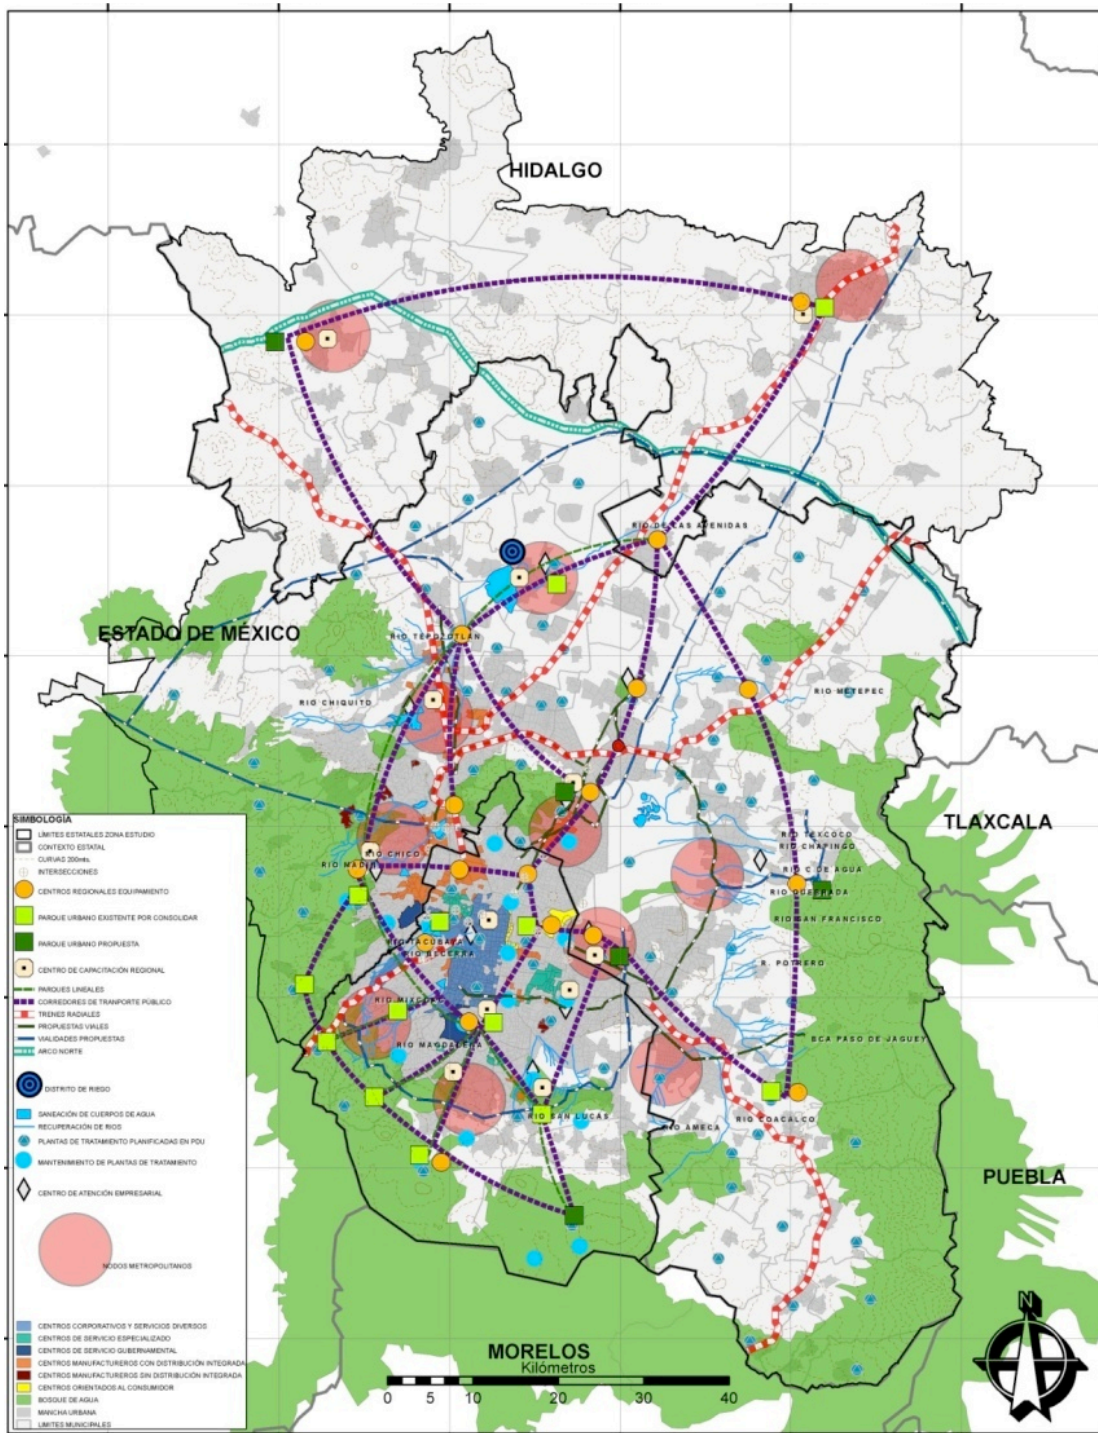 HIDALGO
RIO DE LAS AVENIDAS
ESTADO DE MÉXICO
RIO TEPOZOTLAN
RIO CHIQUITO
RIO METEPEC
TLAXCALA
RIO TEXCOCO
RIO CHAPINGO
RIO CHICO
RIO C DE AGUA
RIO QUEBRADA
RIO SAN FRANCISCO
RIO TACUBAYA
RIO BECERRA
R. POTRERO
RIO MIXCOAC
RIO MAGDALENA
BCA PASO DE JAGUEY
RIO SAN LUCAS
RIO COACALCO
RIO AMECA
PUEBLA
MORELOS
Kilómetros
0 5 10 20 30 40
N
SIMBOLOGÍA
LÍMITES ESTATALES ZONA ESTUDIO
CONTEXTO ESTATAL
CURVAS 200mts.
INTERSECCIONES
CENTROS REGIONALES EQUIPAMIENTO
PARQUE URBANO EXISTENTE POR CONSOLIDAR
PARQUE URBANO PROPUESTA
CENTRO DE CAPACITACIÓN REGIONAL
PARQUES LINEALES
CORREDORES DE TRANPORTE PÚBLICO
TRENES RADIALES
PROPUESTAS VIALES
VIALIDADES PROPUESTAS
ARCO NORTE
DISTRITO DE RIEGO
SANEACIÓN DE CUERPOS DE AGUA
RECUPERACIÓN DE RIOS
PLANTAS DE TRATAMIENTO PLANIFICADAS EN PDU
MANTENIMIENTO DE PLANTAS DE TRATAMIENTO
CENTRO DE ATENCIÓN EMPRESARIAL
NODOS METROPOLITANOS
CENTROS CORPORATIVOS Y SERVICIOS DIVERSOS
CENTROS DE SERVICIO ESPECIALIZADO
CENTROS DE SERVICIO GUBERNAMENTAL
CENTROS MANUFACTUREROS CON DISTRIBUCIÓN INTEGRADA
CENTROS MANUFACTUREROS SIN DISTRIBUCIÓN INTEGRADA
CENTROS ORIENTADOS AL CONSUMIDOR
BOSQUE DE AGUA
MANCHA URBANA
LIMITES MUNICIPALES